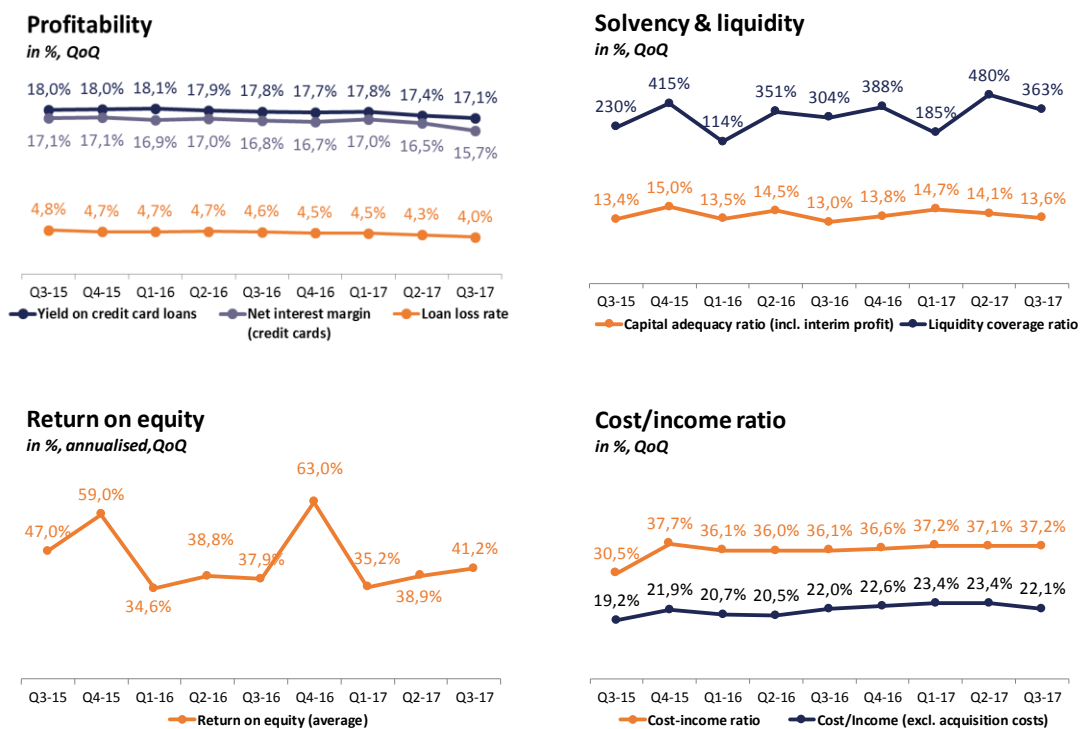 Profitability
in %, QoQ
18,0% 18,0% 18,1% 17,9% 17,8% 17,7% 17,8% 17,4% 17,1%
17,1% 17,1% 16,9% 17,0% 16,8% 16,7% 17,0% 16,5% 15,7%
4,8% 4,7% 4,7% 4,7% 4,6% 4,5% 4,5% 4,3% 4,0%
Q3-15 Q4-15 Q1-16 Q2-16 Q3-16 Q4-16 Q1-17 Q2-17 Q3-17
Yield on credit card loans Net interest margin Loan loss rate
(credit cards)
Solvency & liquidity
in %, QoQ
230% 415% 114% 351% 304% 388% 185% 480% 363%
13,4% 15,0% 13,5% 14,5% 13,0% 13,8% 14,7% 14,1% 13,6%
Q3-15 Q4-15 Q1-16 Q2-16 Q3-16 Q4-16 Q1-17 Q2-17 Q3-17
Capital adequacy ratio (incl. interim profit) Liquidity coverage ratio
Return on equity
in %, annualised,QoQ
47,0% 59,0% 34,6% 38,8% 37,9% 63,0% 35,2% 38,9% 41,2%
Q3-15 Q4-15 Q1-16 Q2-16 Q3-16 Q4-16 Q1-17 Q2-17 Q3-17
Return on equity (average)
Cost/income ratio
in %, QoQ
30,5% 37,7% 36,1% 36,0% 36,1% 36,6% 37,2% 37,1% 37,2%
19,2% 21,9% 20,7% 20,5% 22,0% 22,6% 23,4% 23,4% 22,1%
Q3-15 Q4-15 Q1-16 Q2-16 Q3-16 Q4-16 Q1-17 Q2-17 Q3-17
Cost-income ratio Cost/Income (excl. acquisition costs)